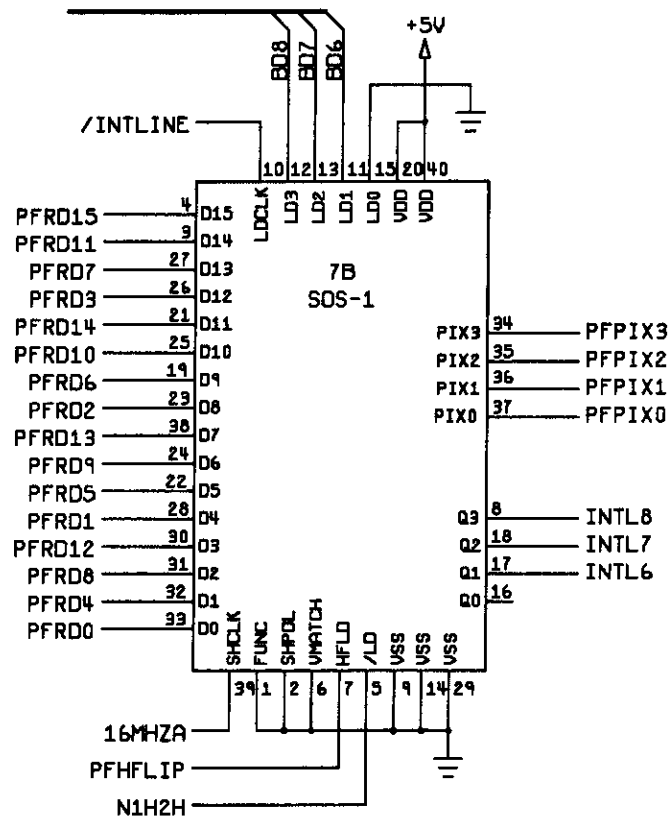 +5V
BD8 BD7 BD6
/INTLINE
10 12 13 11 15 20 40
LDCLK LD3 LD2 LD1 LD0 VDD VDD
7B
SOS-1
PFRD15 4 D15
PFRD11 3 D14
PFRD7 27 D13
PFRD3 26 D12
PFRD14 21 D11
PFRD10 25 D10
PFRD6 19 D9
PFRD2 23 D8
PFRD13 38 D7
PFRD9 24 D6
PFRD5 22 D5
PFRD1 28 D4
PFRD12 30 D3
PFRD8 31 D2
PFRD4 32 D1
PFRD0 33 D0
PIX3 34 PFPIX3
PIX2 35 PFPIX2
PIX1 36 PFPIX1
PIX0 37 PFPIX0
Q3 8 INTL8
Q2 18 INTL7
Q1 17 INTL6
Q0 16
SHCLK FUNC SHPOL VMATCH HFLD /LD VSS VSS VSS
39 1 2 6 7 5 9 14 29
16MHZA
PFHFLIP
N1H2H